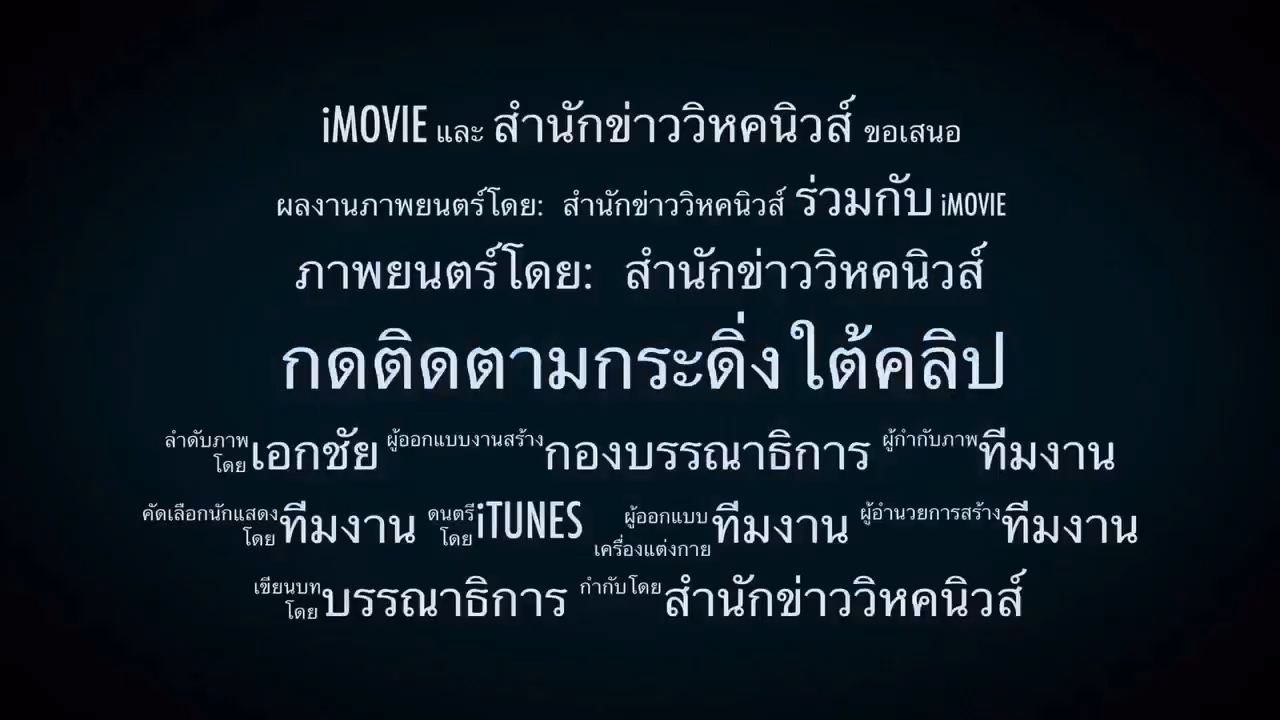 iMOVIE และ สำนักข่าววิหคนิวส์ ขอเสนอ
ผลงานภาพยนตร์โดย: สำนักข่าววิหคนิวส์ ร่วมกับ iMOVIE
ภาพยนตร์โดย: สำนักข่าววิหคนิวส์
กดติดตามกระดิ่ง ใต้คลิป
ลำดับภาพโดย เอกชัย ผู้ออกแบบงานสร้าง กองบรรณาธิการ ผู้กำกับภาพ ทีมงาน
คัดเลือกนักแสดงโดย ทีมงาน ดนตรีโดย iTUNES ผู้ออกแบบเครื่องแต่งกาย ทีมงาน ผู้อำนวยการสร้าง ทีมงาน
เขียนบทโดย บรรณาธิการ กำกับโดย สำนักข่าววิหคนิวส์